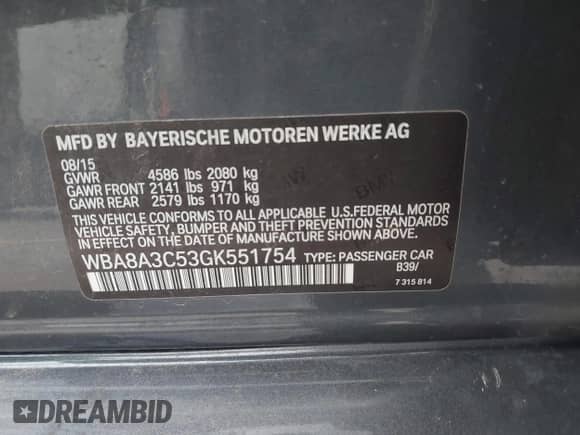 MFD BY BAYERISCHE MOTOREN WERKE AG
08/15
GVWR 4586 lbs 2080 kg
GAWR FRONT 2141 lbs 971 kg
GAWR REAR 2579 lbs 1170 kg
THIS VEHICLE CONFORMS TO ALL APPLICABLE U.S.FEDERAL MOTOR
VEHICLE SAFETY, BUMPER, AND THEFT PREVENTION STANDARDS
IN EFFECT ON THE DATE OF MANUFACTURE SHOWN ABOVE.
WBA8A3C53GK551754 TYPE: PASSENGER CAR
B39/
7 315 814
DREAMBID